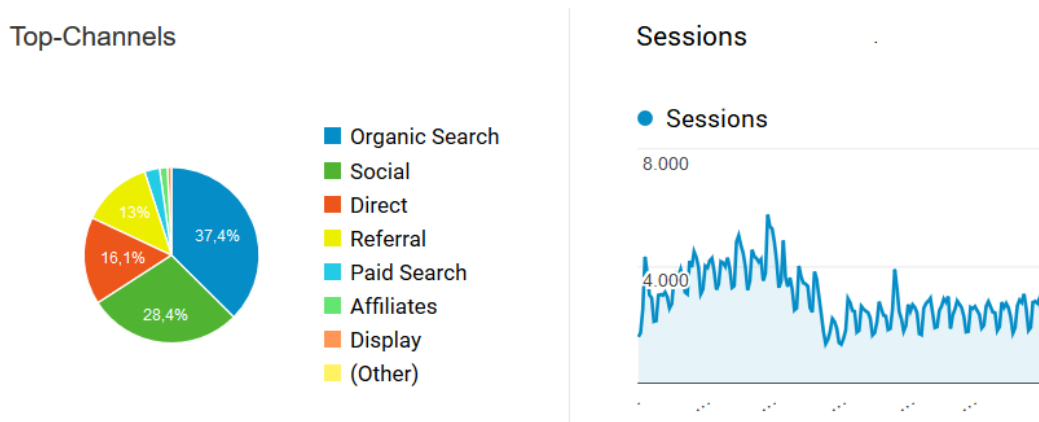 Top-Channels
37,4%
28,4%
16,1%
13%
Organic Search
Social
Direct
Referral
Paid Search
Affiliates
Display
(Other)
Sessions
Sessions
8.000
4.000
...
...
...
...
...